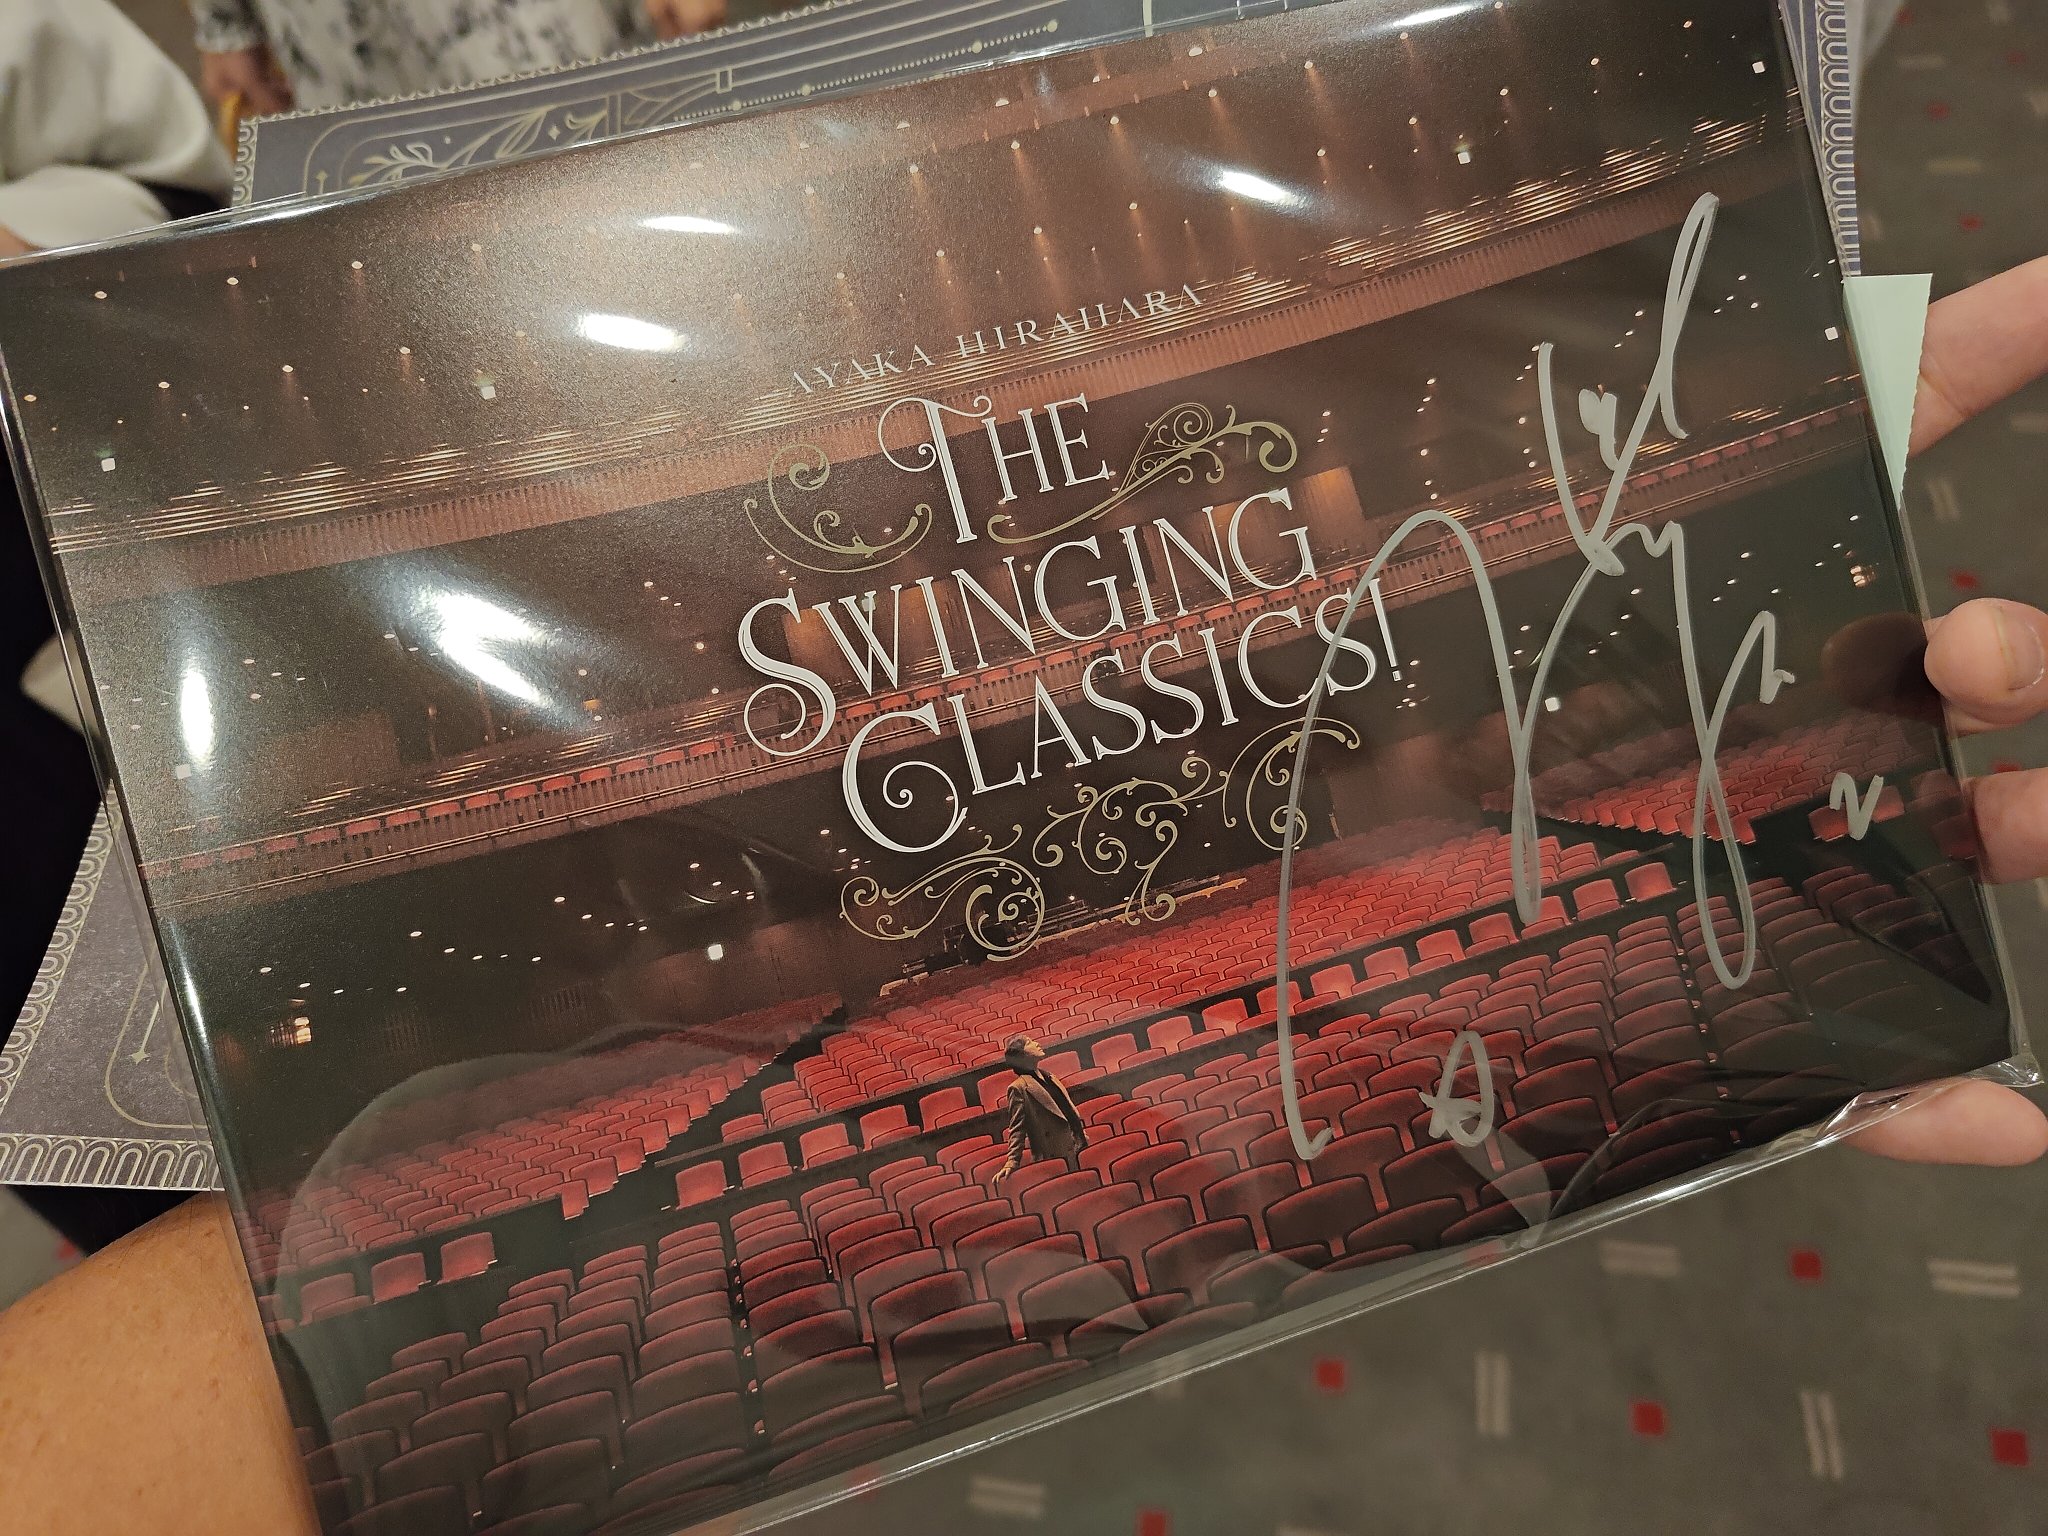 AYAKA HIRAHARA
THE
SWINGING
CLASSICS!